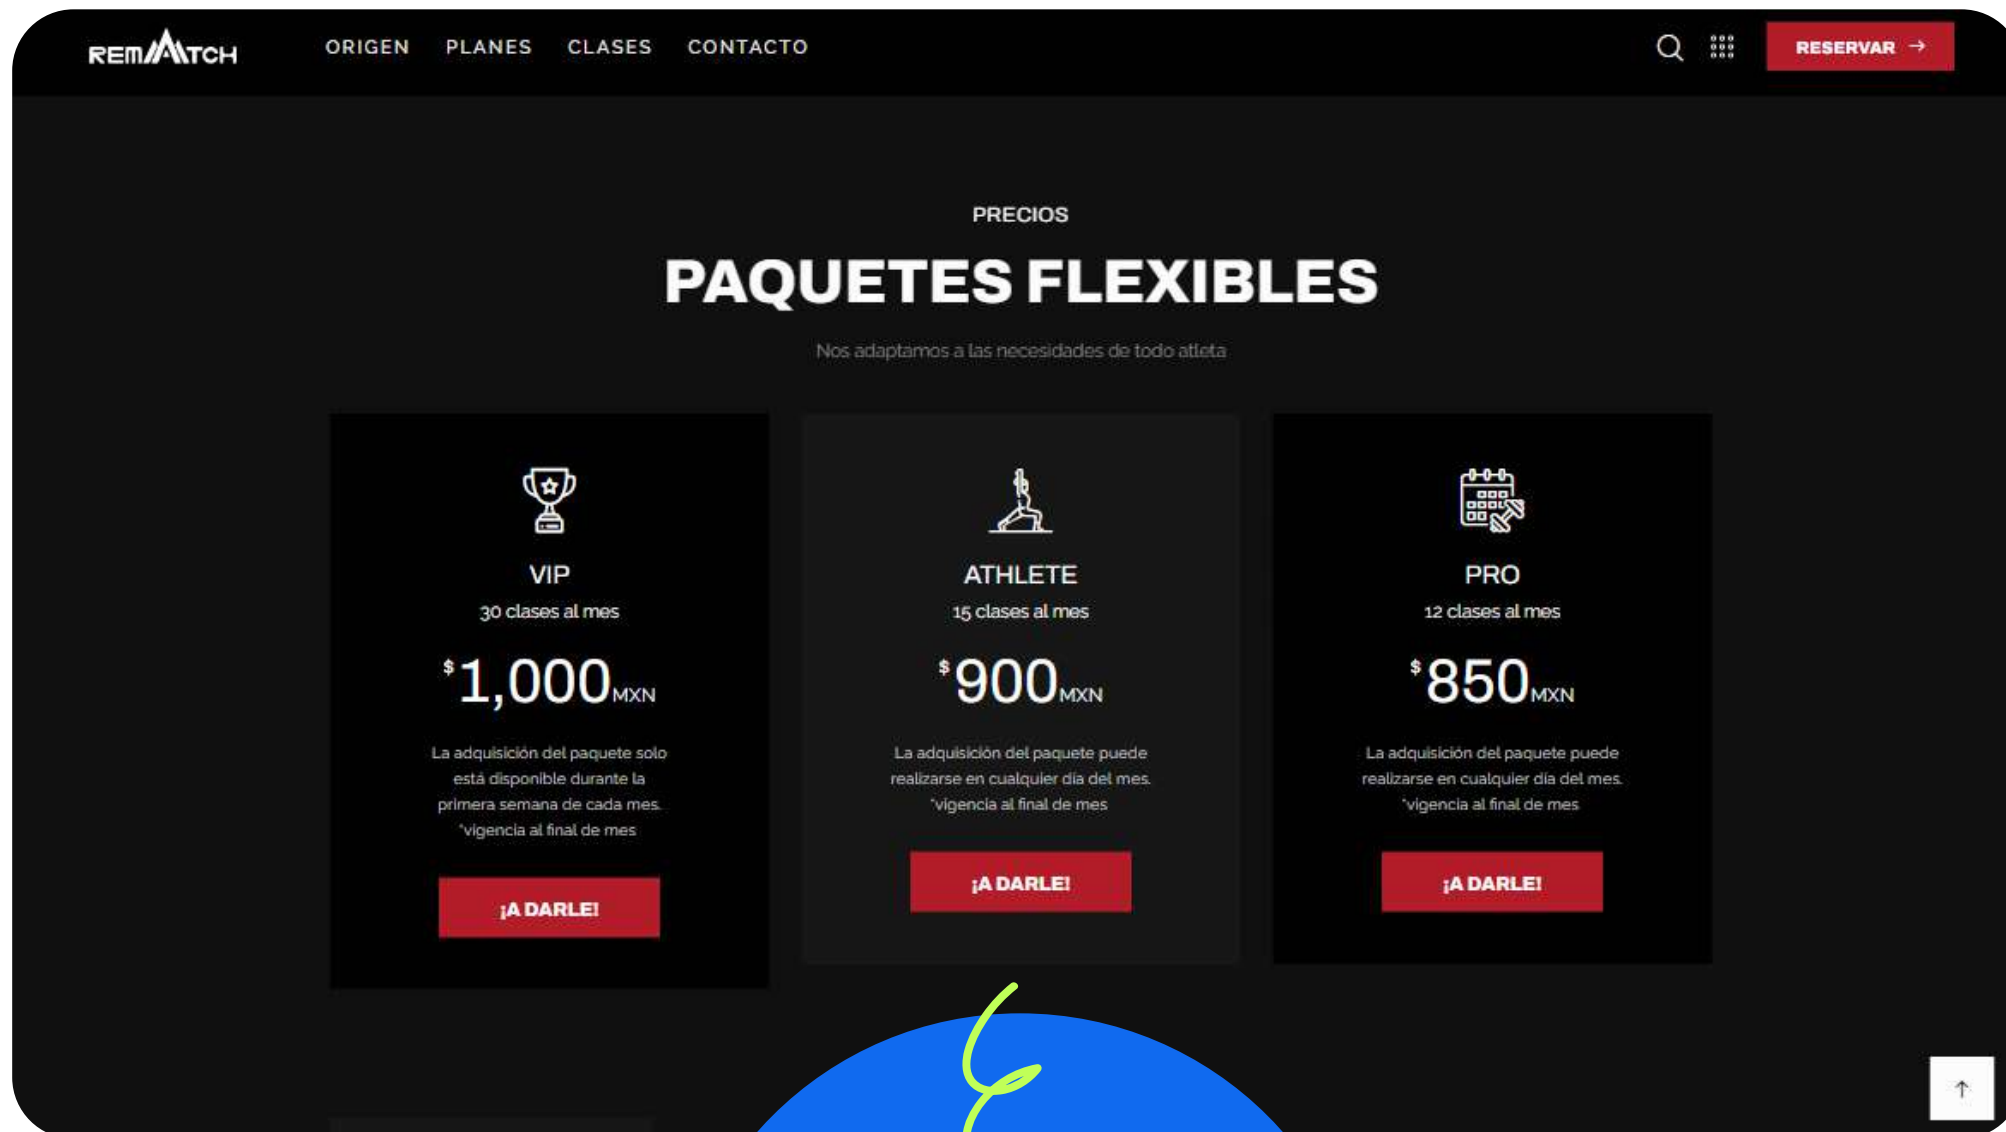 REMATCH
ORIGEN PLANES CLASES CONTACTO
RESERVAR →
PRECIOS
PAQUETES FLEXIBLES
Nos adaptamos a las necesidades de todo atleta
VIP
30 clases al mes
$1,000MXN
La adquisición del paquete solo
está disponible durante la
primera semana de cada mes.
*vigencia al final de mes
¡A DARLE!
ATHLETE
15 clases al mes
$900MXN
La adquisición del paquete puede
realizarse en cualquier día del mes.
*vigencia al final de mes
¡A DARLE!
PRO
12 clases al mes
$850MXN
La adquisición del paquete puede
realizarse en cualquier día del mes.
*vigencia al final de mes
¡A DARLE!